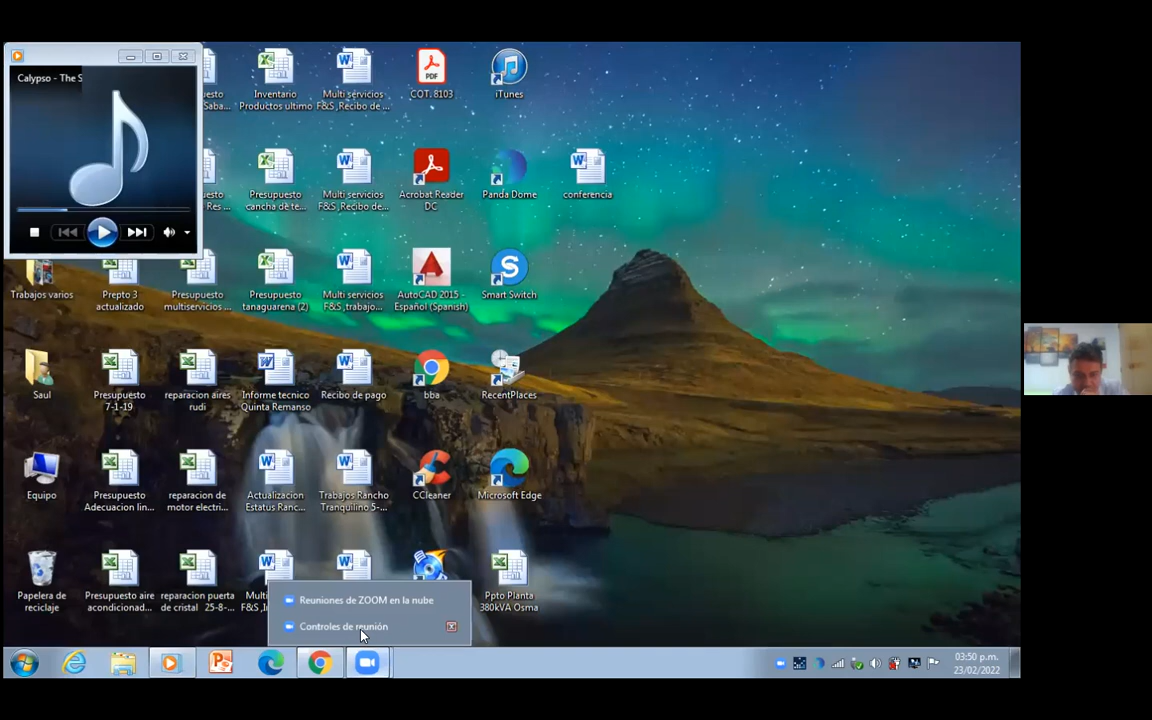 Calypso - The S
esto
Saba...
Inventario
Productos ultimo
Multi servicios
F&S ,Recibo de ...
PDF
COT. 8103
iTunes
esto
Res ...
Presupuesto
cancha de te...
Multi servicios
F&S ,Recibo de...
Acrobat Reader
DC
Panda Dome
conferencia
Trabajos varios
Prepto 3
actualizado
Presupuesto
multiservicios ...
Presupuesto
tanaguarena (2)
Multi servicios
F&S ,trabajo...
AutoCAD 2015 -
Español (Spanish)
Smart Switch
Saul
Presupuesto
7-1-19
reparacion aires
rudi
Informe tecnico
Quinta Remanso
Recibo de pago
bba
RecentPlaces
Equipo
Presupuesto
Adecuacion lin...
reparacion de
motor electri...
Actualizacion
Estatus Ranc...
Trabajos Rancho
Tranquilino 5-...
CCleaner
Microsoft Edge
Papelera de
reciclaje
Presupuesto aire
acondicionad...
reparacion puerta
de cristal 25-8-...
Ppto Planta
380kVA Osma
Reuniones de ZOOM en la nube
Controles de reunión
03:50 p.m.
23/02/2022